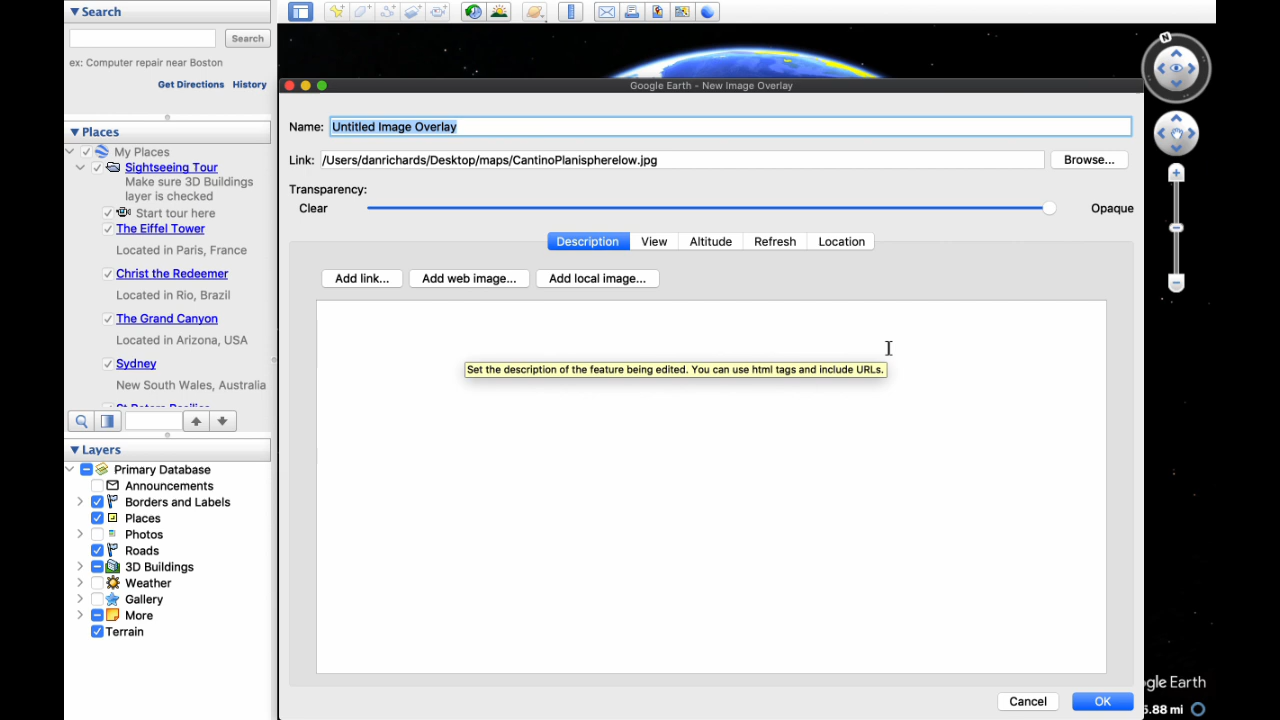 Search
Search
ex: Computer repair near Boston
Get Directions History
Places
My Places
Sightseeing Tour
Make sure 3D Buildings
layer is checked
Start tour here
The Eiffel Tower
Located in Paris, France
Christ the Redeemer
Located in Rio, Brazil
The Grand Canyon
Located in Arizona, USA
Sydney
New South Wales, Australia
Layers
Primary Database
Announcements
Borders and Labels
Places
Photos
Roads
3D Buildings
Weather
Gallery
More
Terrain
Google Earth - New Image Overlay
Name: Untitled Image Overlay
Link: /Users/danrichards/Desktop/maps/CantinoPlanispherelow.jpg Browse...
Transparency:
Clear Opaque
Description View Altitude Refresh Location
Add link... Add web image... Add local image...
Set the description of the feature being edited. You can use html tags and include URLs.
Cancel OK
N
gle Earth
5.88 mi